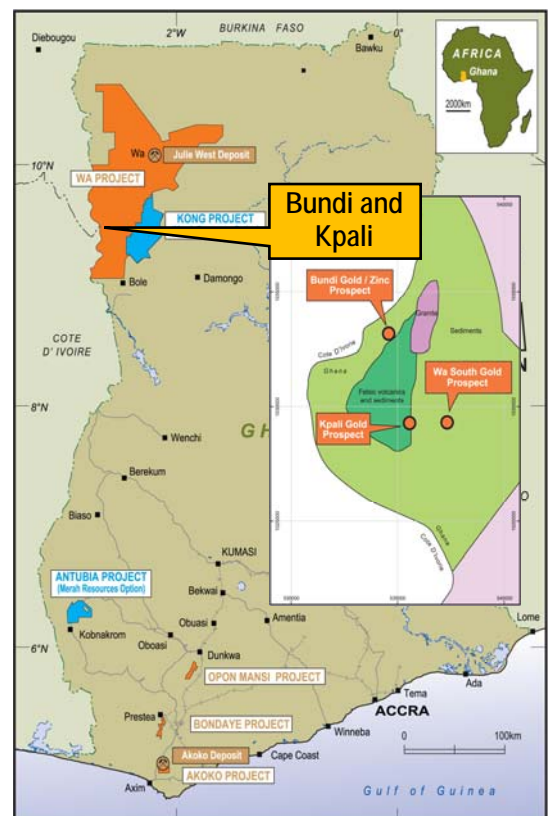 2°W
BURKINA FASO
0°
Diebougou
Bawku
AFRICA
Ghana
2000km
10°N
Wa
Julie West Deposit
WA PROJECT
KONG PROJECT
Bundi and
Kpali
Bole
Damongo
COTE
D' IVOIRE
Bundi Gold / Zinc
Prospect
Granite
Sediments
Cote D'Ivoire
Ghana
Wa South Gold
Prospect
Felsic volcanics
and sediments
Kpali Gold
Prospect
Ghana
Cote D'Ivoire
8°N
G H
Wenchi
Berekum
Biaso
KUMASI
ANTUBIA PROJECT
(Merah Resources Option)
Bekwai
Obuasi
Amentia
Kobnakrom
Oboasi
Dunkwa
6°N
Lome
OPON MANSI PROJECT
Ada
Tema
Prestea
ACCRA
BONDAYE PROJECT
Winneba
0
100km
Akoko Deposit
Cape Coast
AKOKO PROJECT
Axim
Gulf of Guinea